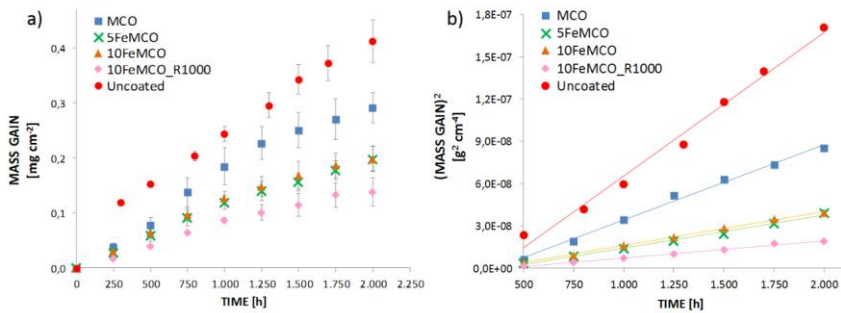 a)
MCO
5FeMCO
10FeMCO
10FeMCO_R1000
Uncoated
MASS GAIN
[mg cm-2]
0,4
0,3
0,2
0,1
0,0
0 250 500 750 1.000 1.250 1.500 1.750 2.000 2.250
TIME [h]
b)
MCO
5FeMCO
10FeMCO
10FeMCO_R1000
Uncoated
(MASS GAIN)2
[g2 cm-4]
1,8E-07
1,5E-07
1,2E-07
9,0E-08
6,0E-08
3,0E-08
0,0E+00
500 750 1.000 1.250 1.500 1.750 2.000
TIME [h]